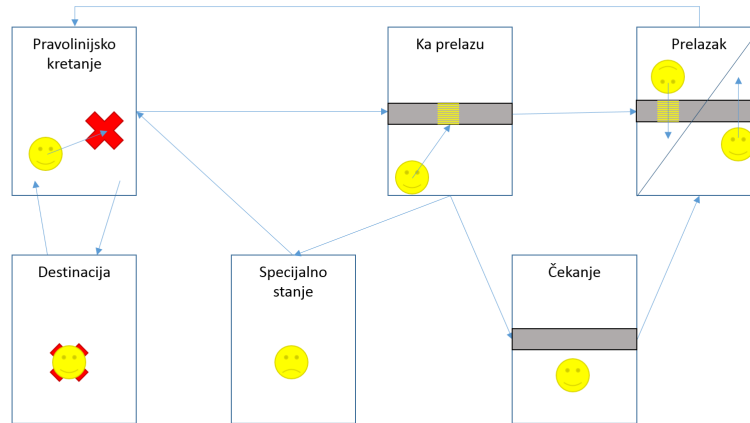 Pravolinijsko
kretanje
Ka prelazu
Prelazak
Destinacija
Specijalno
stanje
Čekanje